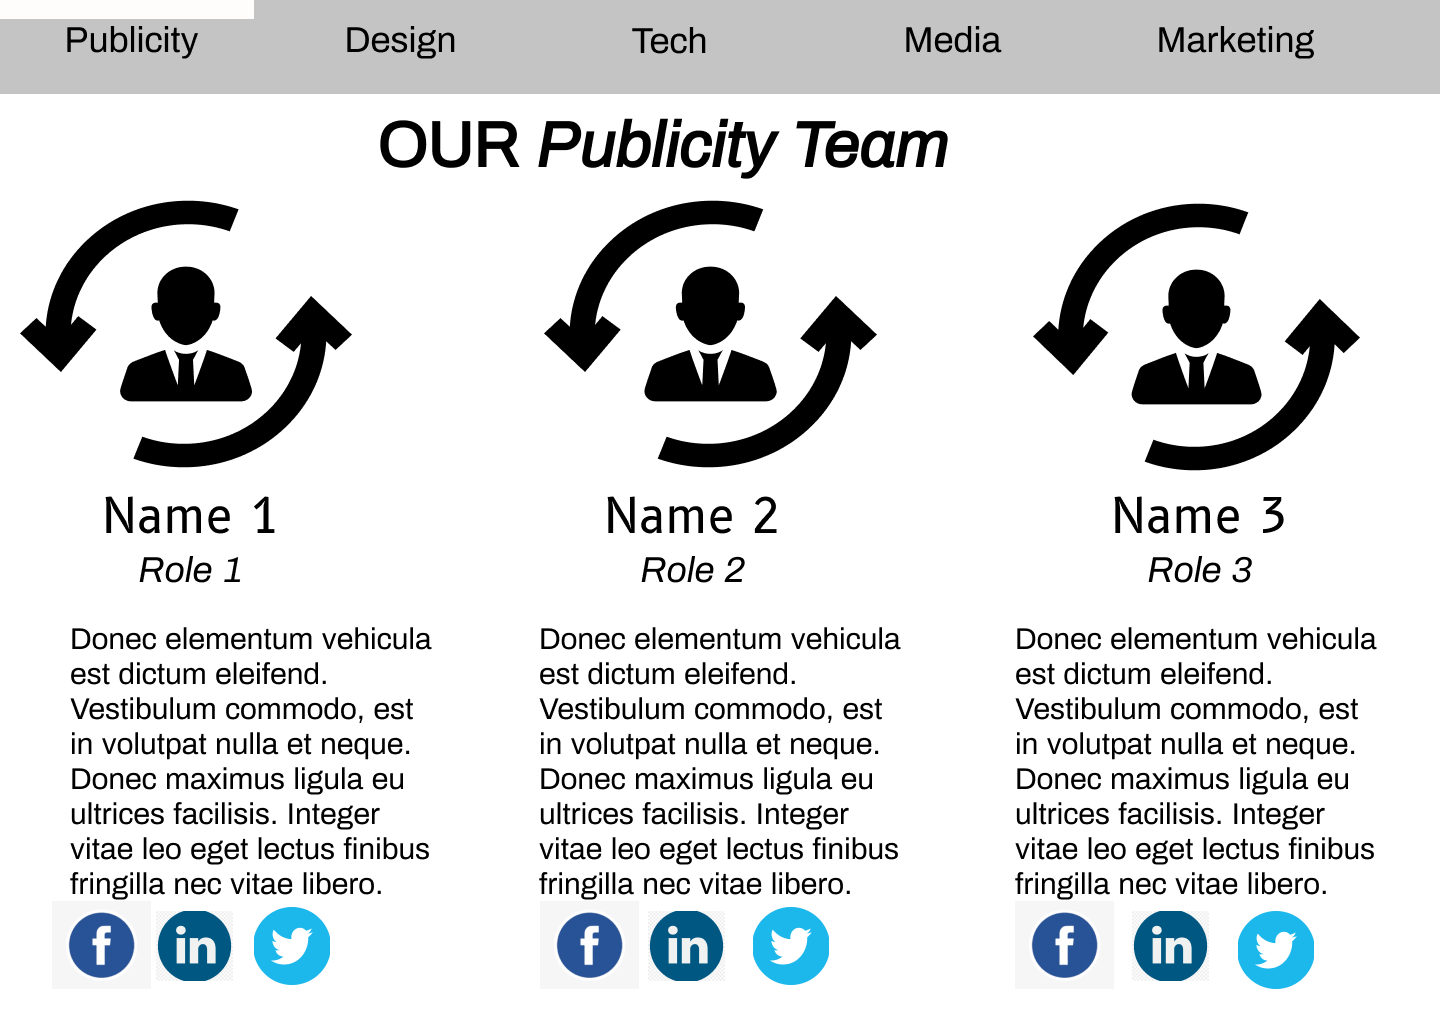 Publicity Design Tech Media Marketing
OUR Publicity Team
Name 1
Role 1
Donec elementum vehicula
est dictum eleifend.
Vestibulum commodo, est
in volutpat nulla et neque.
Donec maximus ligula eu
ultrices facilisis. Integer
vitae leo eget lectus finibus
fringilla nec vitae libero.
f in
Name 2
Role 2
Donec elementum vehicula
est dictum eleifend.
Vestibulum commodo, est
in volutpat nulla et neque.
Donec maximus ligula eu
ultrices facilisis. Integer
vitae leo eget lectus finibus
fringilla nec vitae libero.
f in
Name 3
Role 3
Donec elementum vehicula
est dictum eleifend.
Vestibulum commodo, est
in volutpat nulla et neque.
Donec maximus ligula eu
ultrices facilisis. Integer
vitae leo eget lectus finibus
fringilla nec vitae libero.
f in